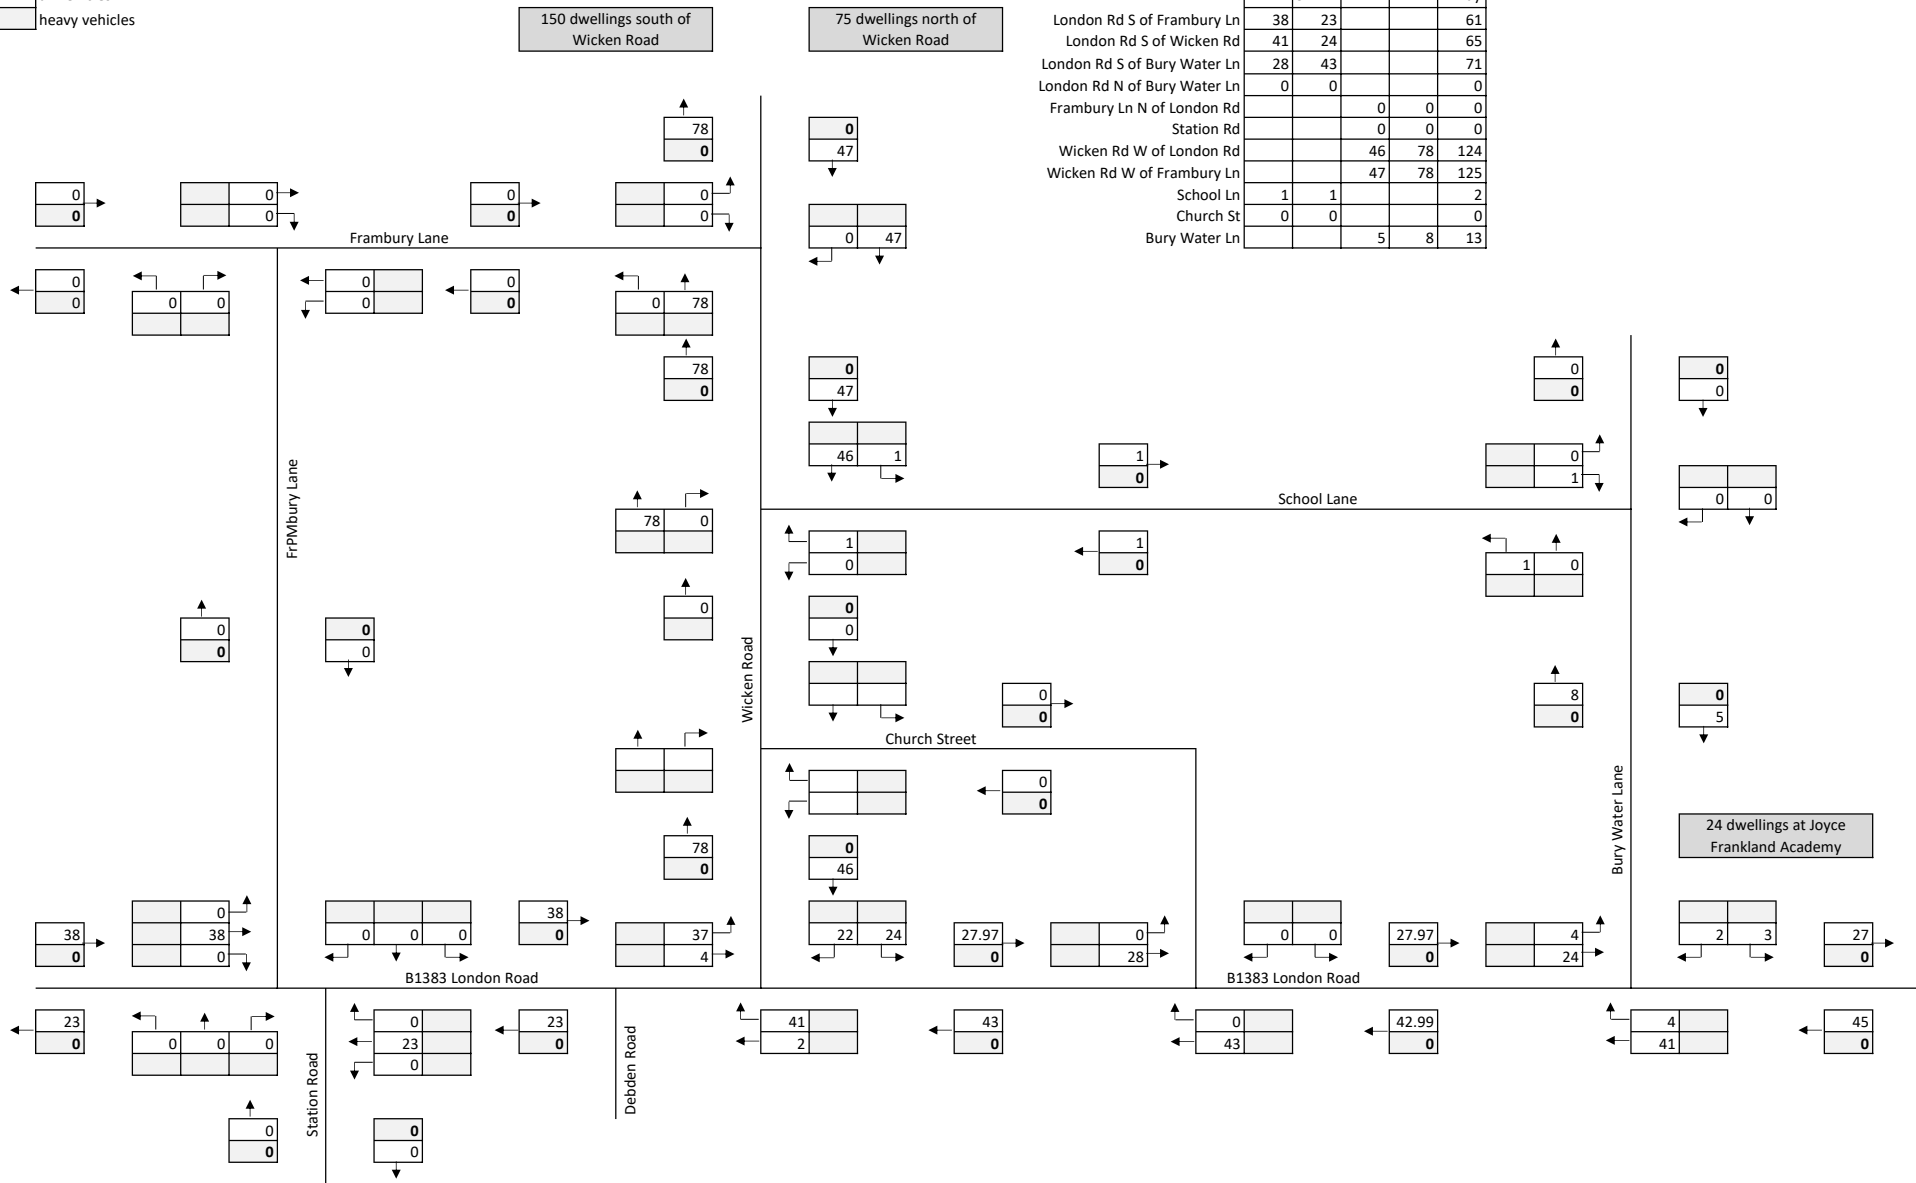 heavy vehicles
150 dwellings south of
Wicken Road
75 dwellings north of
Wicken Road
London Rd S of Frambury Ln 38 23 61
London Rd S of Wicken Rd 41 24 65
London Rd S of Bury Water Ln 28 43 71
London Rd N of Bury Water Ln 0 0 0
Frambury Ln N of London Rd 0 0 0
Station Rd 0 0 0
Wicken Rd W of London Rd 46 78 124
Wicken Rd W of Frambury Ln 47 78 125
School Ln 1 1 2
Church St 0 0 0
Bury Water Ln 5 8 13
78 0
0 47
0 0 0 0
0 0 0 0
0 47
Frambury Lane
0 0 0 0
0 0 0 0
0 0
0 78
78 0
0 0
0 47
0 0
46 1
1 0
0 1
0 0
FrPMbury Lane
School Lane
78 0
1 1
0 0
1 0
0 0
0 0
0 0
0 0
Wicken Road
0 8 0
0 0 5
Church Street
0
0
Bury Water Lane
78 0
0 46
24 dwellings at Joyce
Frankland Academy
0 38 0 4
38 38 0 0 0 0 37 22 24 27.97 28 0 0 27.97 24 2 3 27
0 0 4 0 0 0
B1383 London Road
B1383 London Road
23 0 23 41 43 0 42.99 4 45
0 0 0 0 23 0 2 0 43 0 41 0
0
Station Road
Debden Road
0 0
0 0